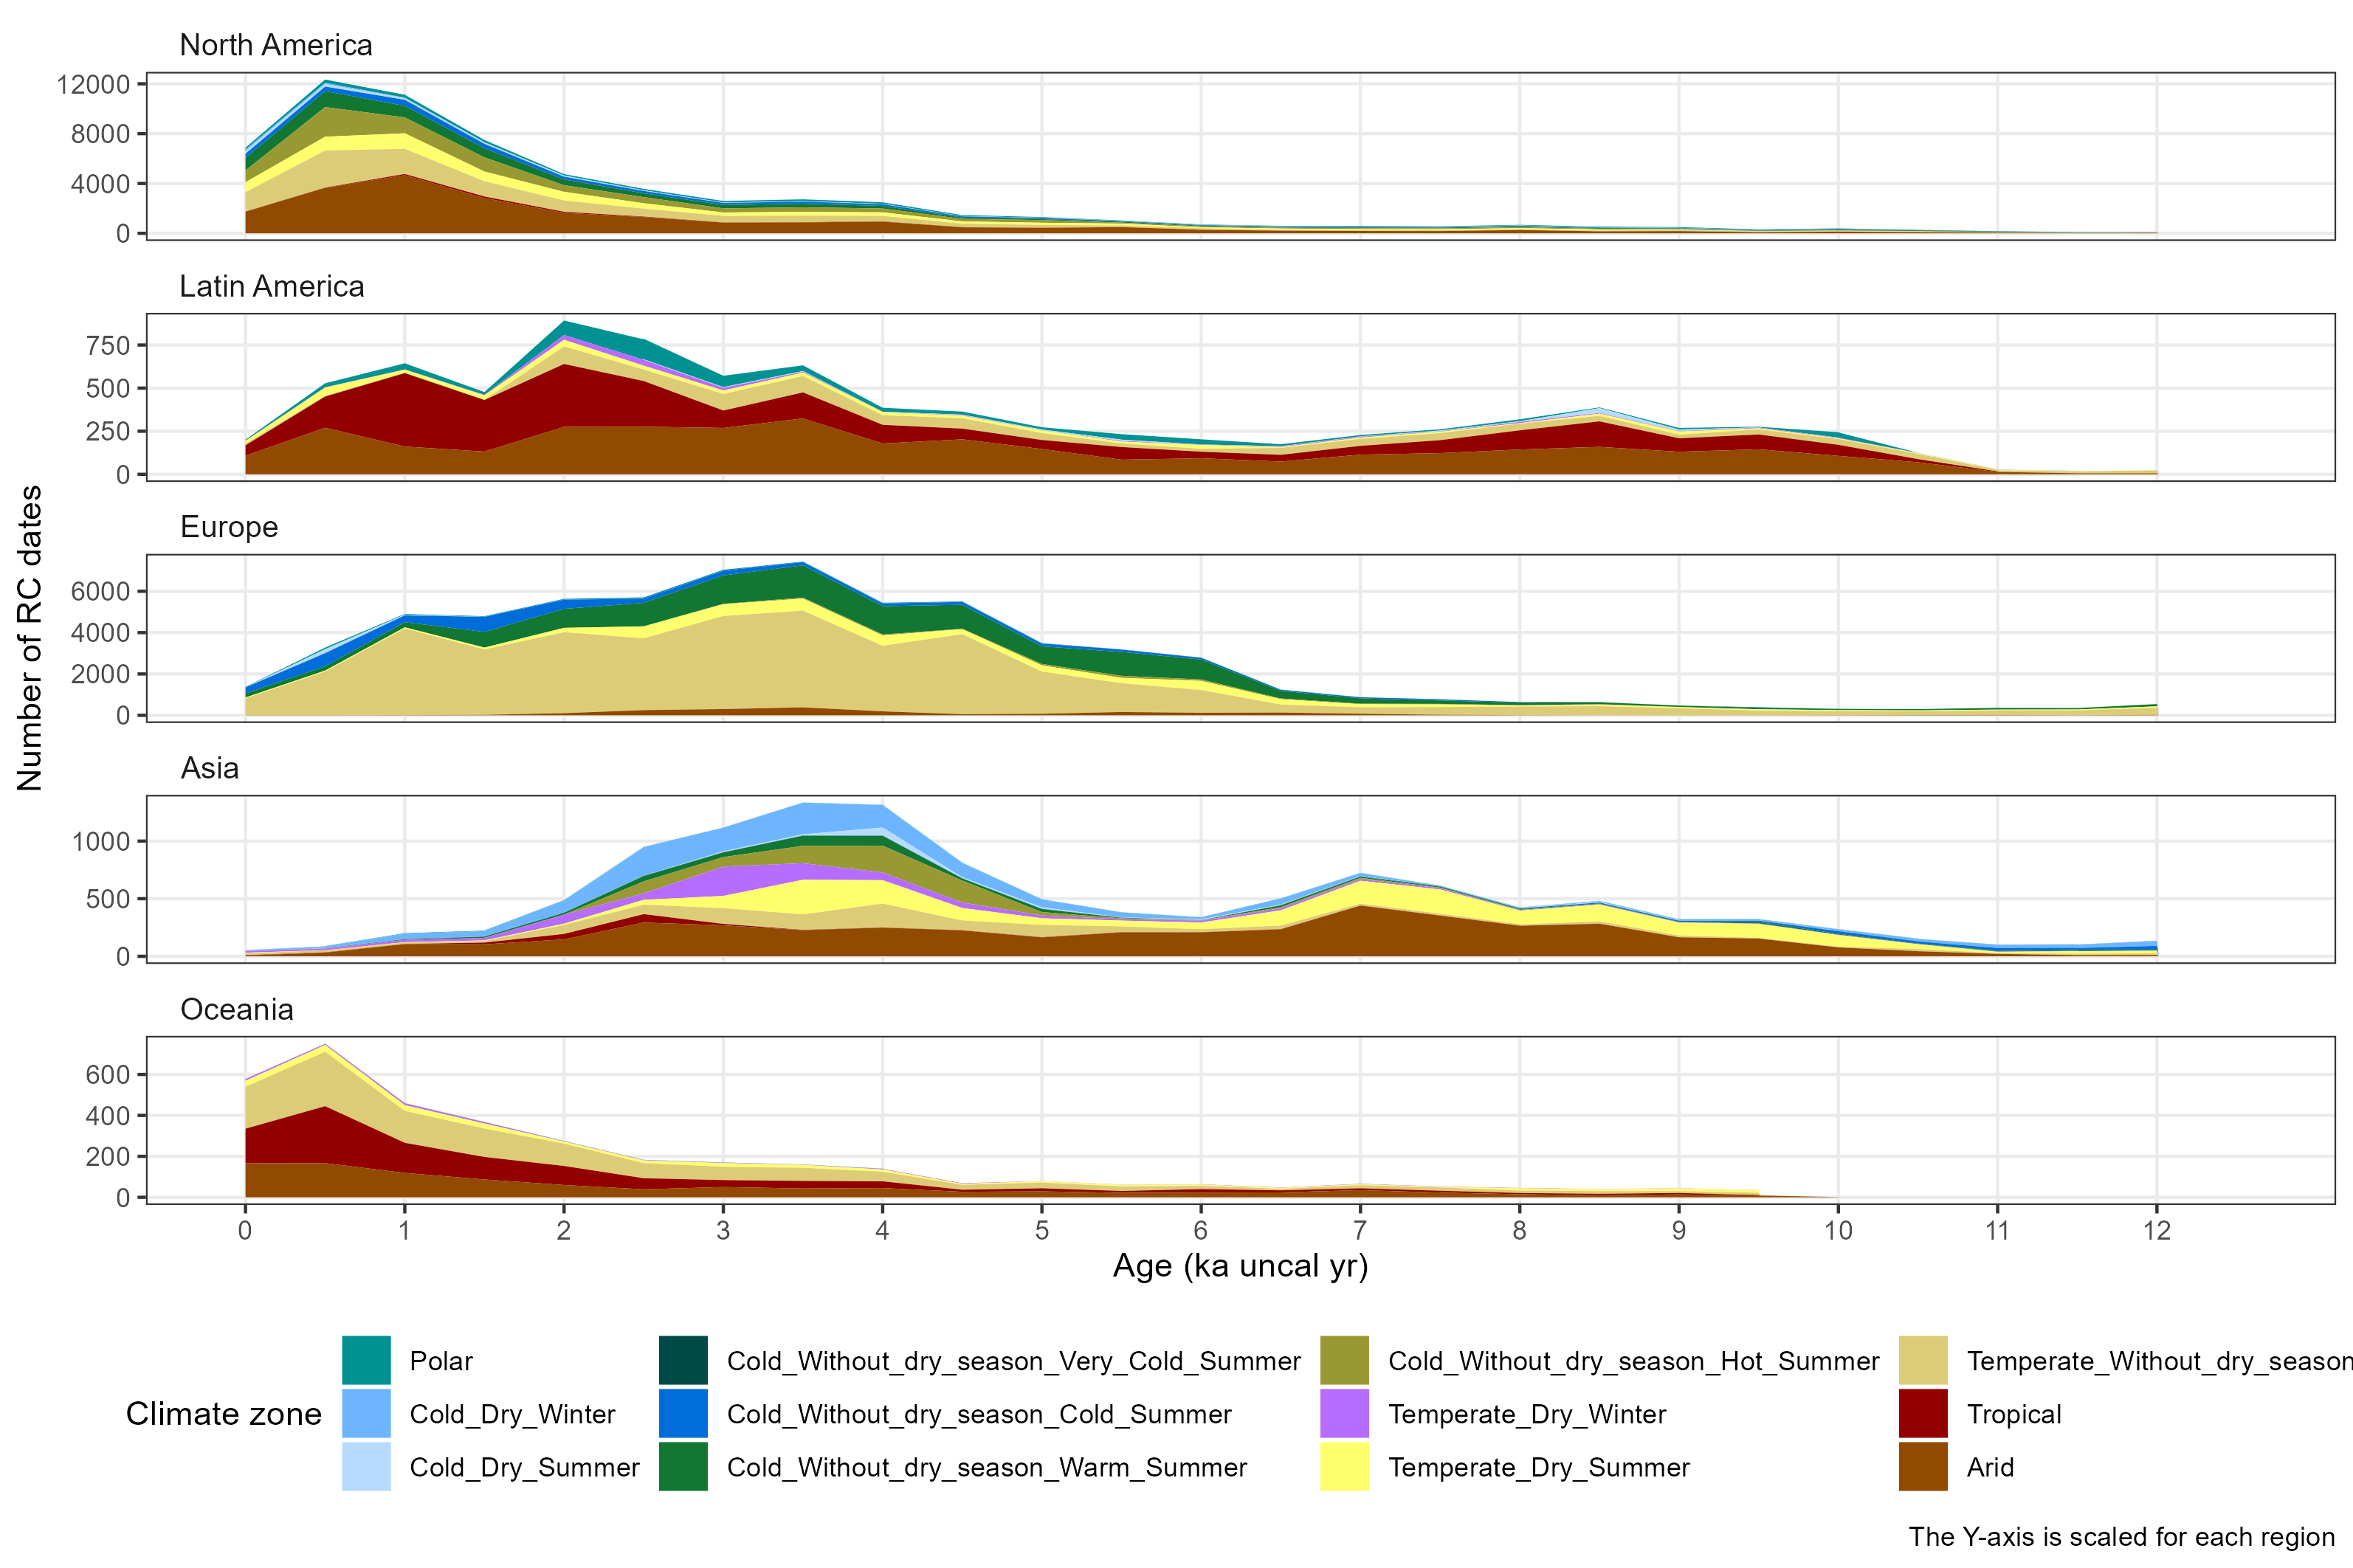 North America
12000
8000
4000
0
Latin America
750
500
250
0
Europe
6000
4000
2000
0
Asia
1000
500
0
Oceania
600
400
200
0
Number of RC dates
0 1 2 3 4 5 6 7 8 9 10 11 12
Age (ka uncal yr)
Climate zone
Polar
Cold_Dry_Winter
Cold_Dry_Summer
Cold_Without_dry_season_Very_Cold_Summer
Cold_Without_dry_season_Cold_Summer
Cold_Without_dry_season_Warm_Summer
Cold_Without_dry_season_Hot_Summer
Temperate_Dry_Winter
Temperate_Dry_Summer
Temperate_Without_dry_season
Tropical
Arid
The Y-axis is scaled for each region